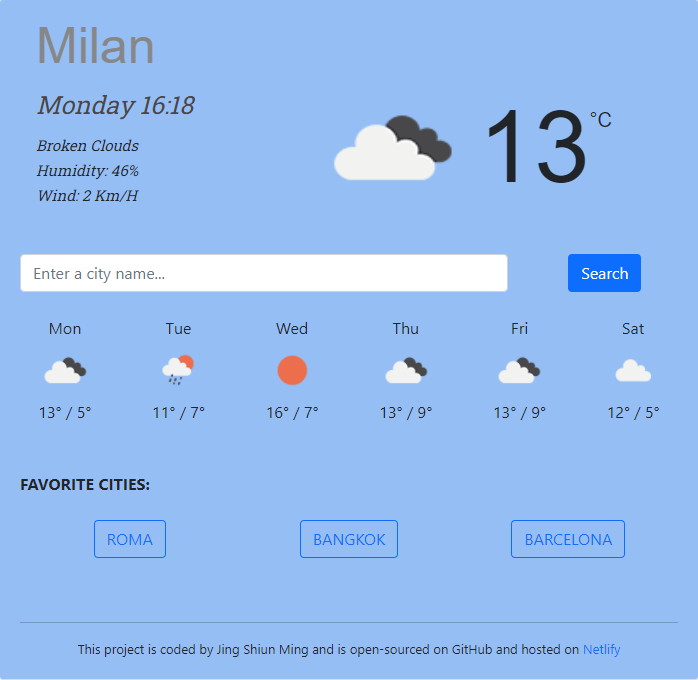 Milan
Monday 16:18
Broken Clouds
Humidity: 46%
Wind: 2 Km/H
13 °C
Enter a city name...
Search
Mon Tue Wed Thu Fri Sat
13° / 5° 11° / 7° 16° / 7° 13° / 9° 13° / 9° 12° / 5°
FAVORITE CITIES:
ROMA BANGKOK BARCELONA
This project is coded by Jing Shiun Ming and is open-sourced on GitHub and hosted on Netlify